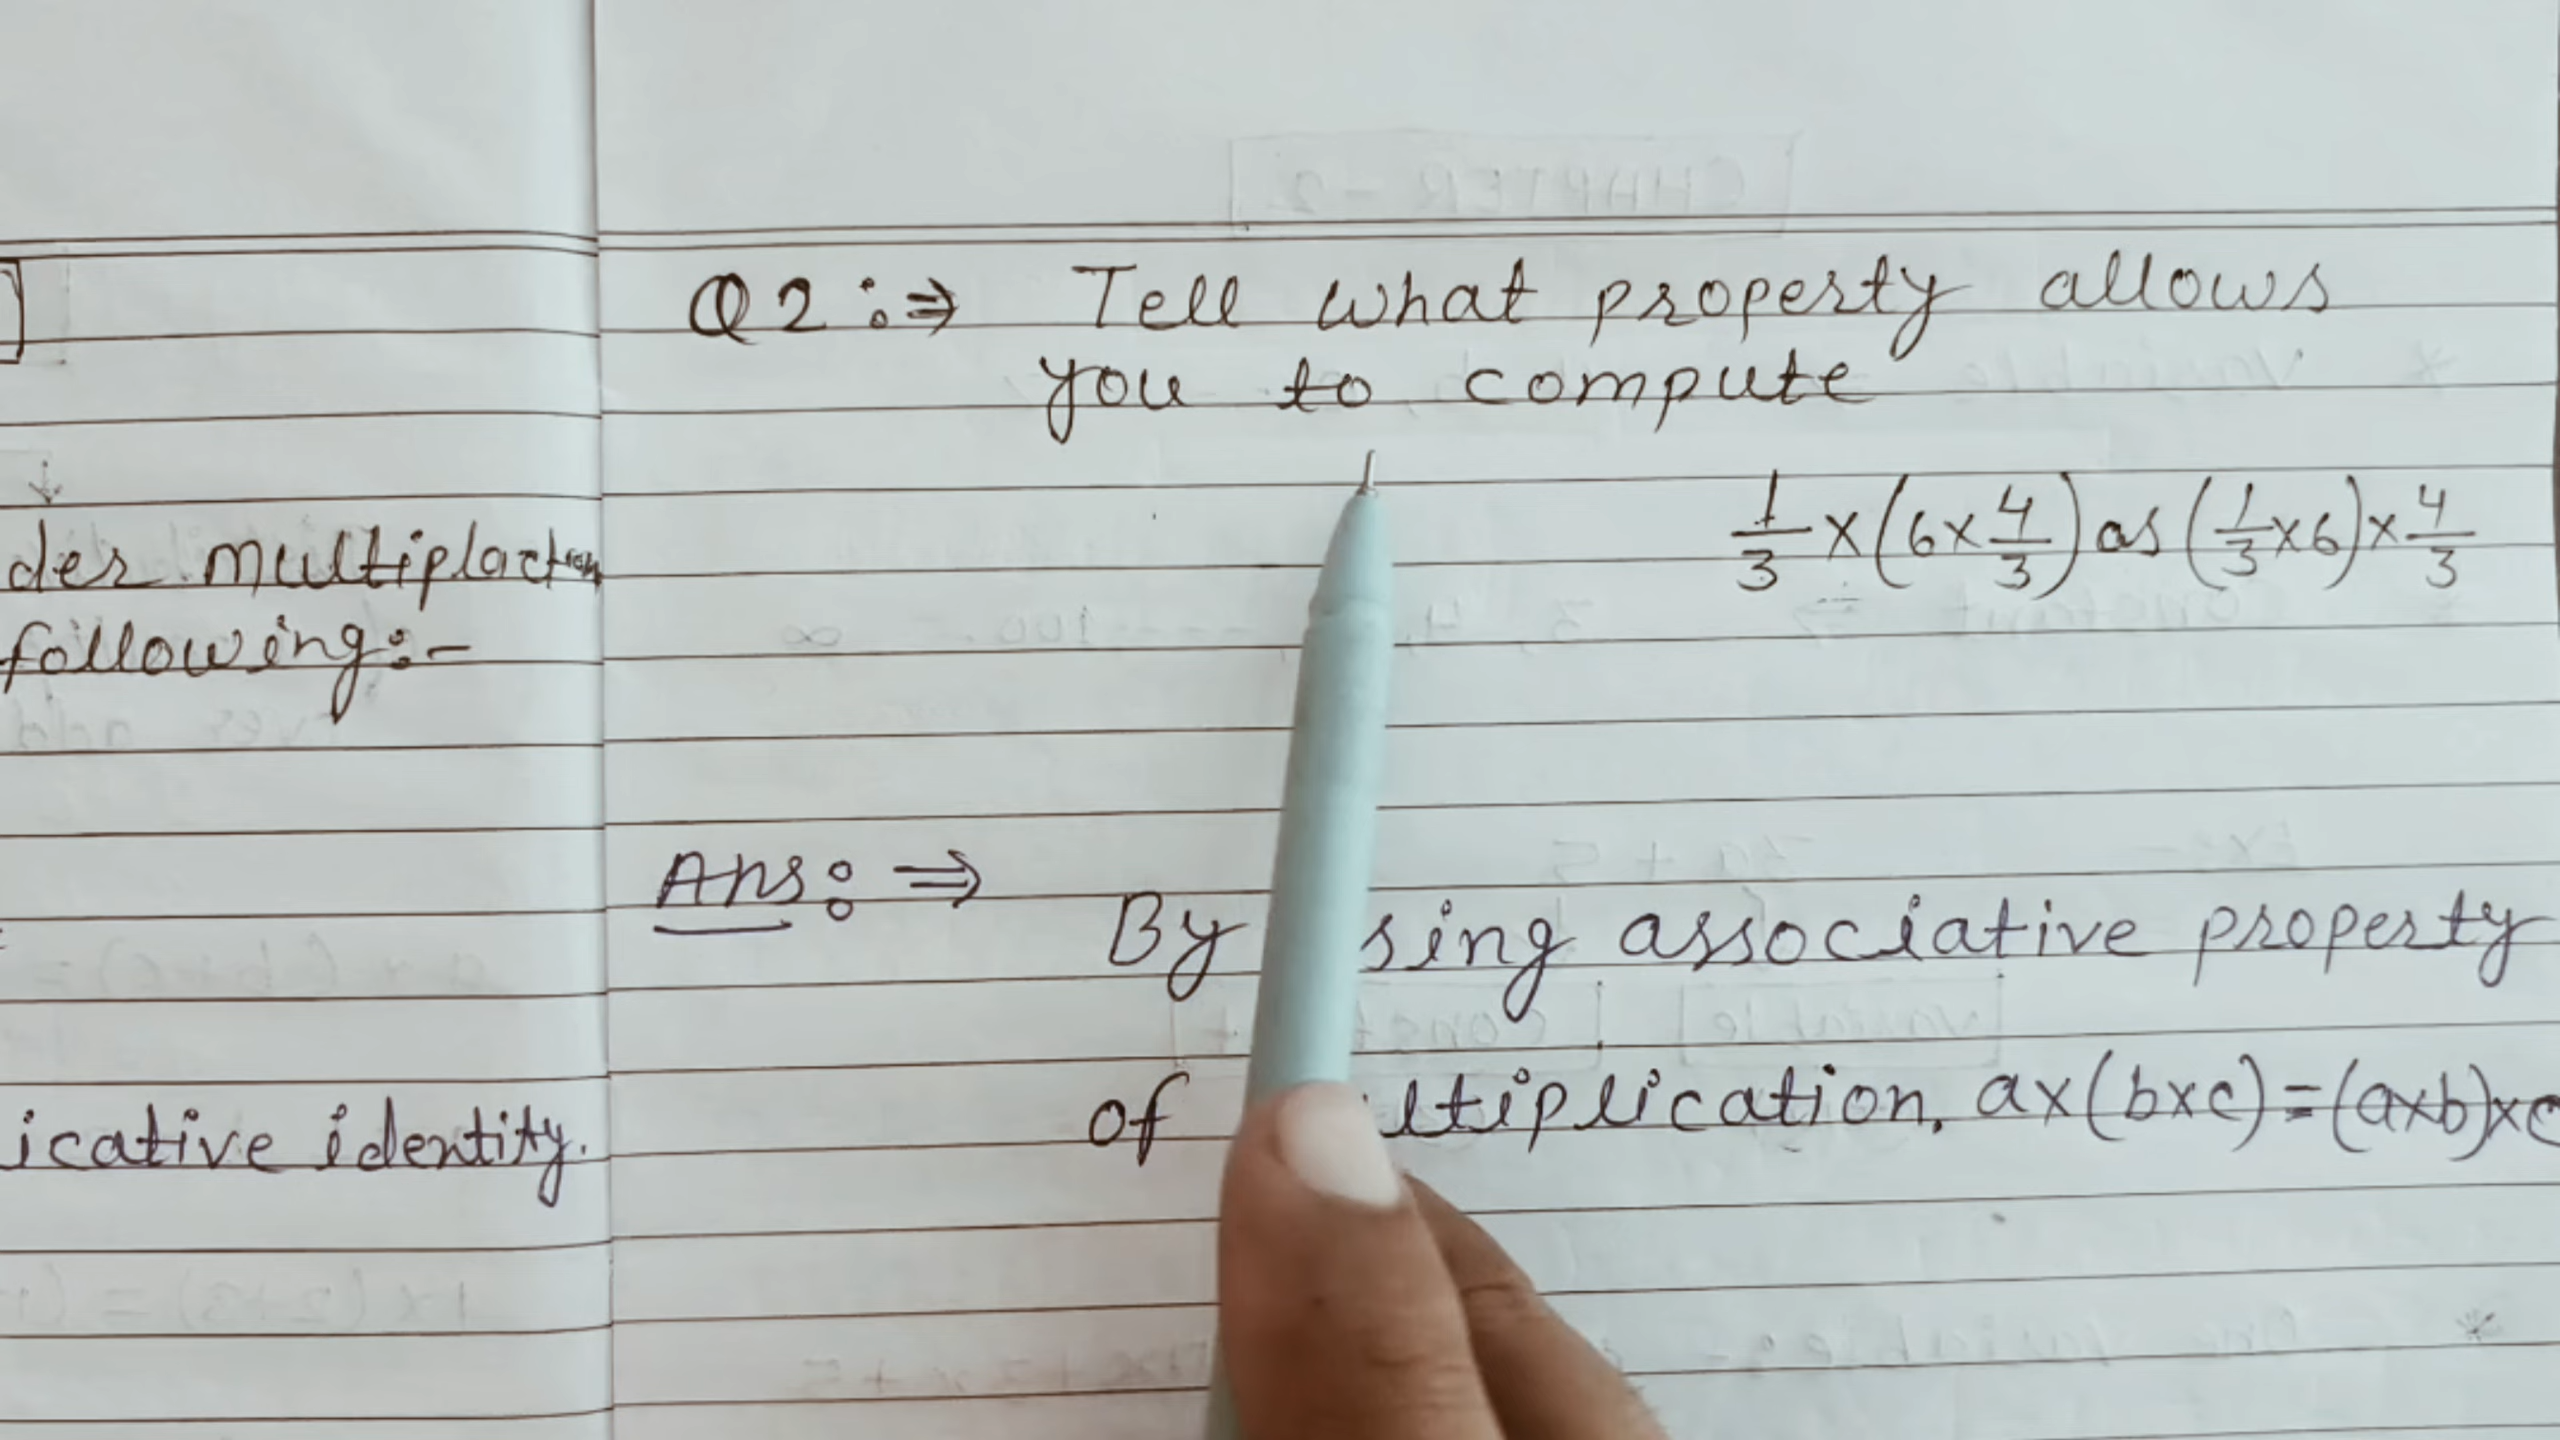 der multiplaction
following:-
icative identity.
Q2:⇒ Tell what property allows
you to compute
1/3 × (6 × 4/3) as (1/3 × 6) × 4/3
Ans:⇒
By sing associative property
of ltiplication, a×(b×c)=(a×b)×c